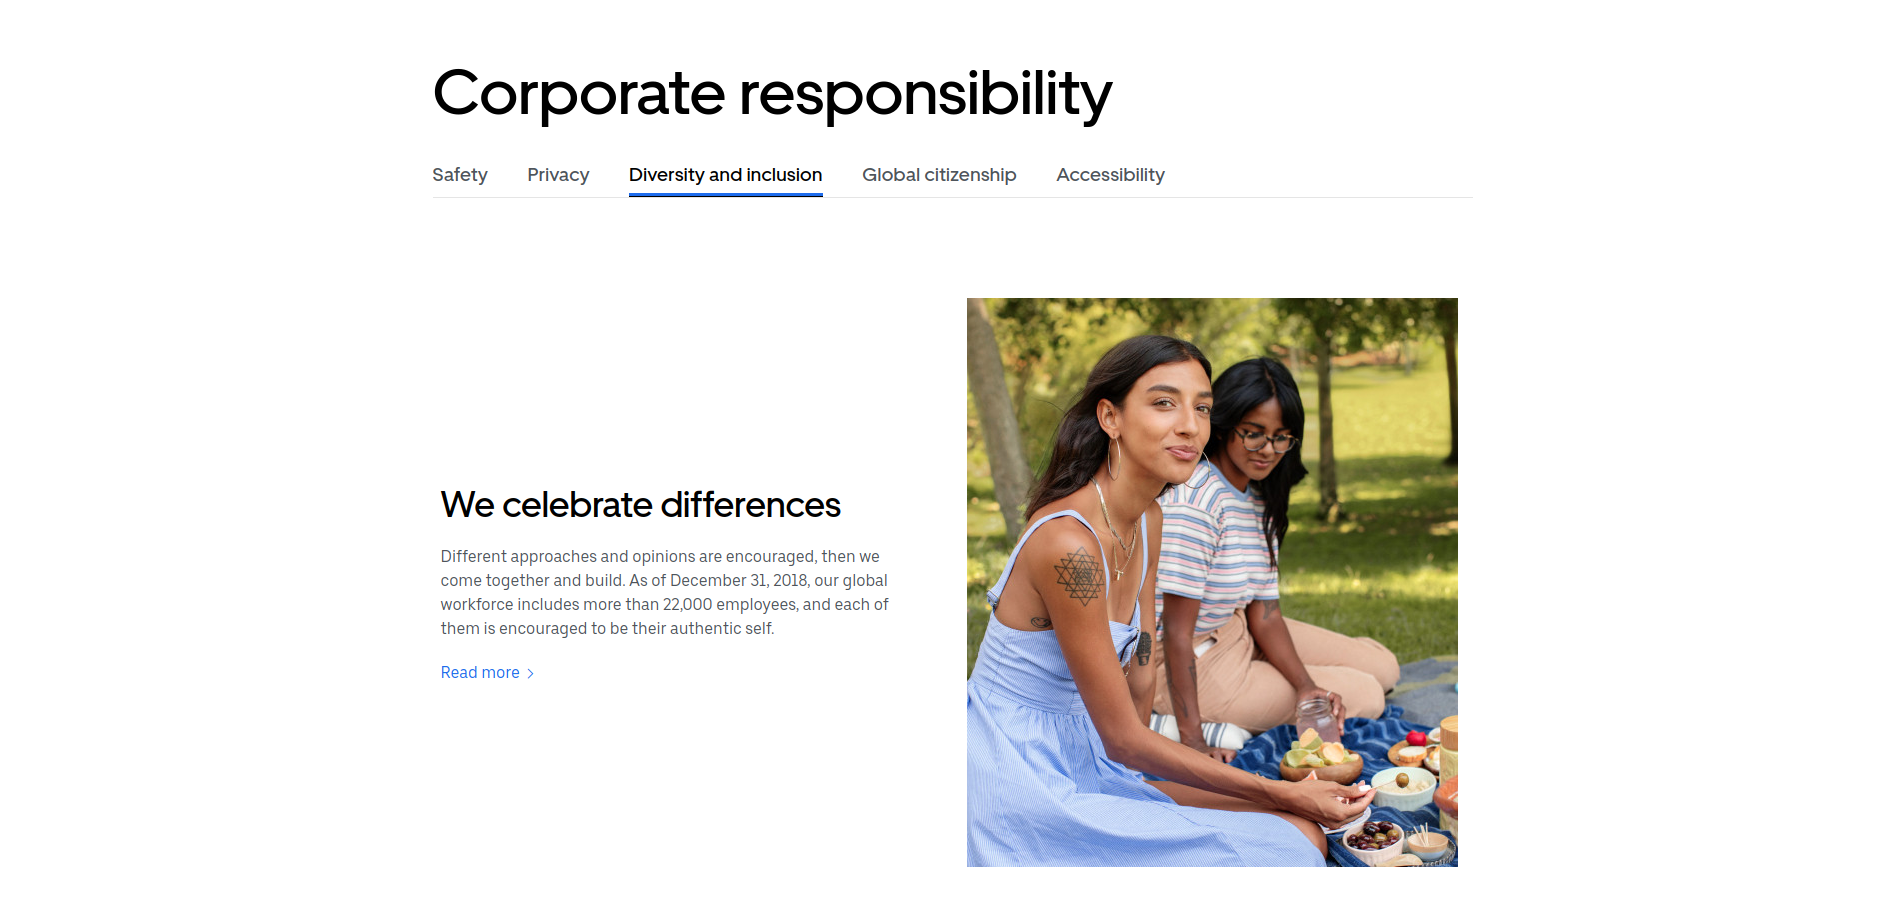 Corporate responsibility
Safety Privacy Diversity and inclusion Global citizenship Accessibility
We celebrate differences
Different approaches and opinions are encouraged, then we
come together and build. As of December 31, 2018, our global
workforce includes more than 22,000 employees, and each of
them is encouraged to be their authentic self.
Read more